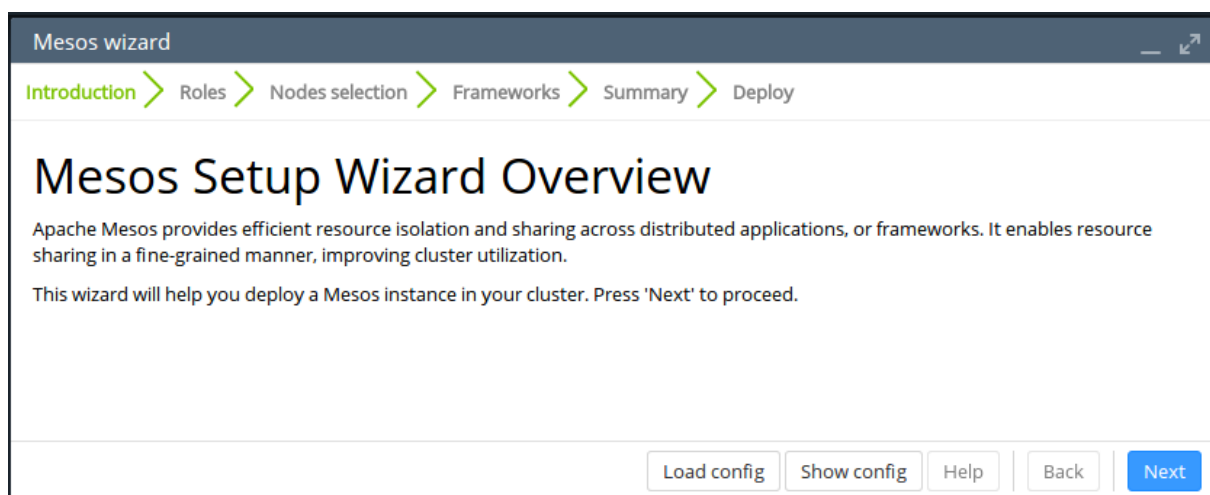 Mesos wizard
Introduction Roles Nodes selection Frameworks Summary Deploy
Mesos Setup Wizard Overview
Apache Mesos provides efficient resource isolation and sharing across distributed applications, or frameworks. It enables resource
sharing in a fine-grained manner, improving cluster utilization.
This wizard will help you deploy a Mesos instance in your cluster. Press 'Next' to proceed.
Load config Show config Help Back Next